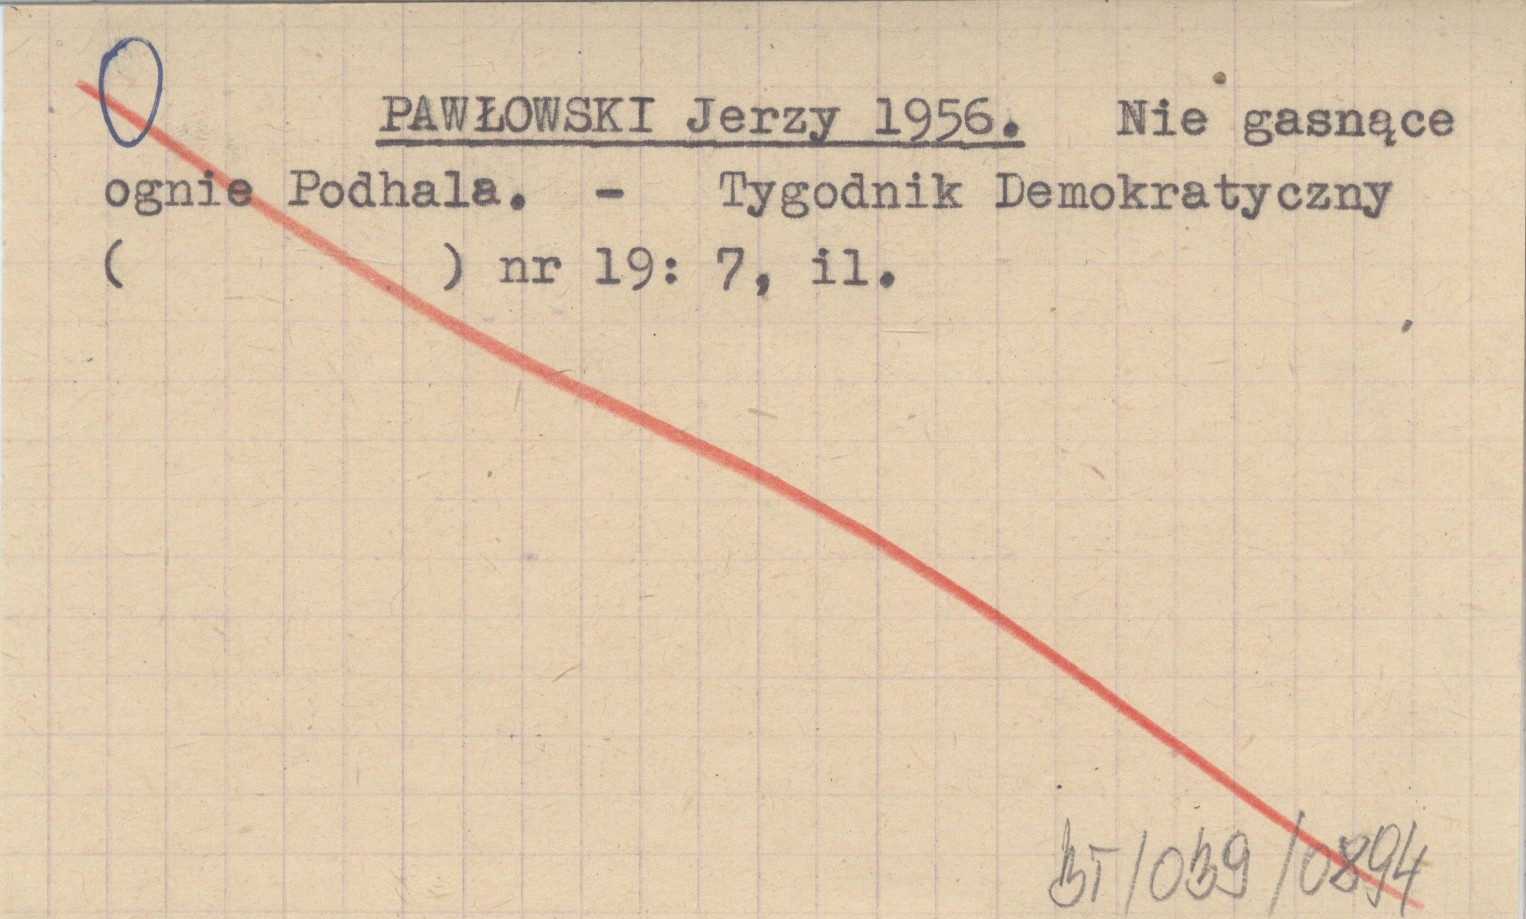 PAWŁOWSKI Jerzy 1956. Nie gasnące
ognie Podhala. - Tygodnik Demokratyczny
( ) nr 19: 7, il.
BT/039/0894